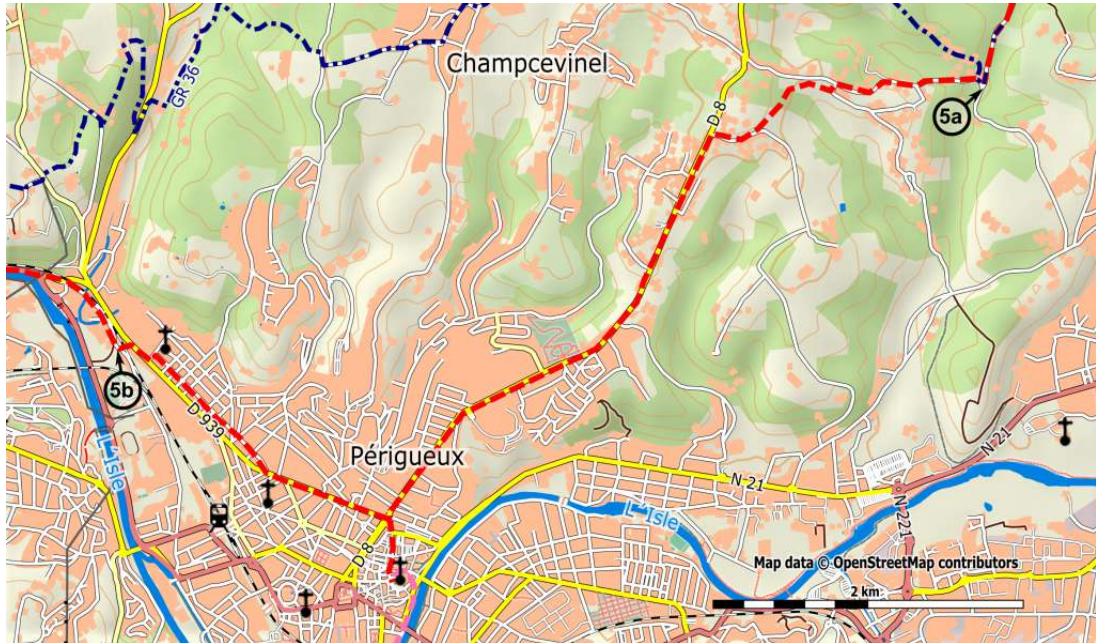 Champcevinel
GR 36
D 8
5a
5b
D 939
L'Isle
Périgueux
N 21
N 21
L'Isle
N 221
D 8
Map data © OpenStreetMap contributors
2 km